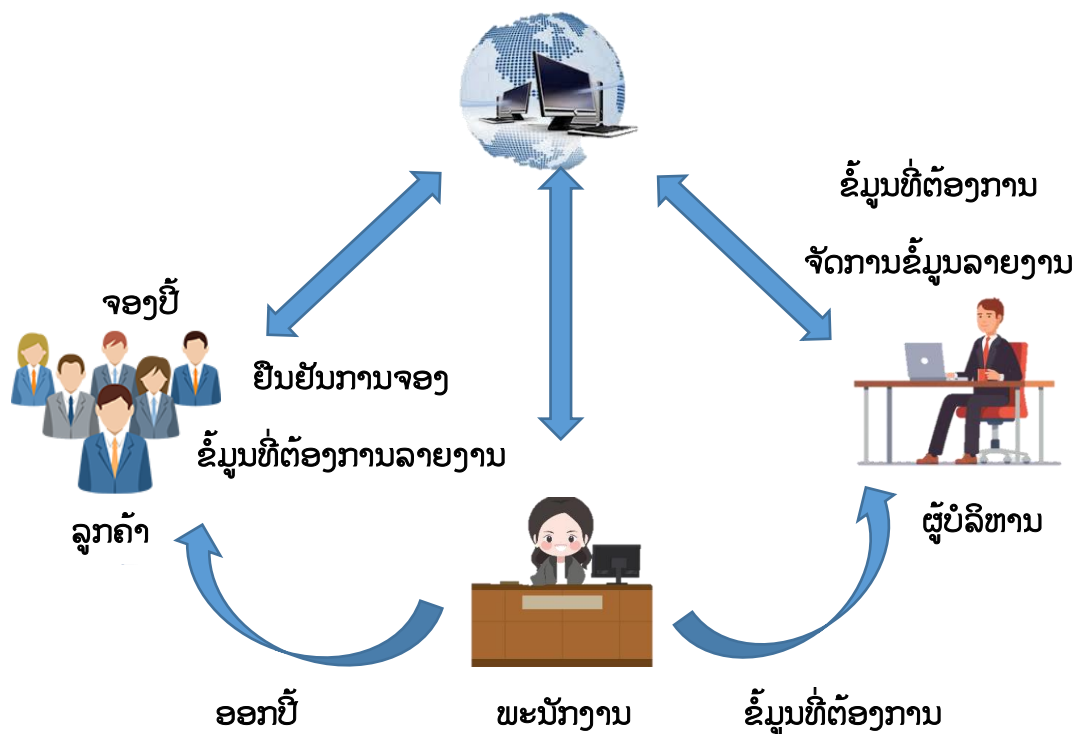 ຂໍ້ມູນທີ່ຕ້ອງການ
ຈັດການຂໍ້ມູນລາຍງານ
ຈອງປີ້
ຢືນຢັນການຈອງ
ຂໍ້ມູນທີ່ຕ້ອງການລາຍງານ
ລູກຄ້າ
ຜູ້ບໍລິຫານ
ອອກປີ້
ພະນັກງານ
ຂໍ້ມູນທີ່ຕ້ອງການ